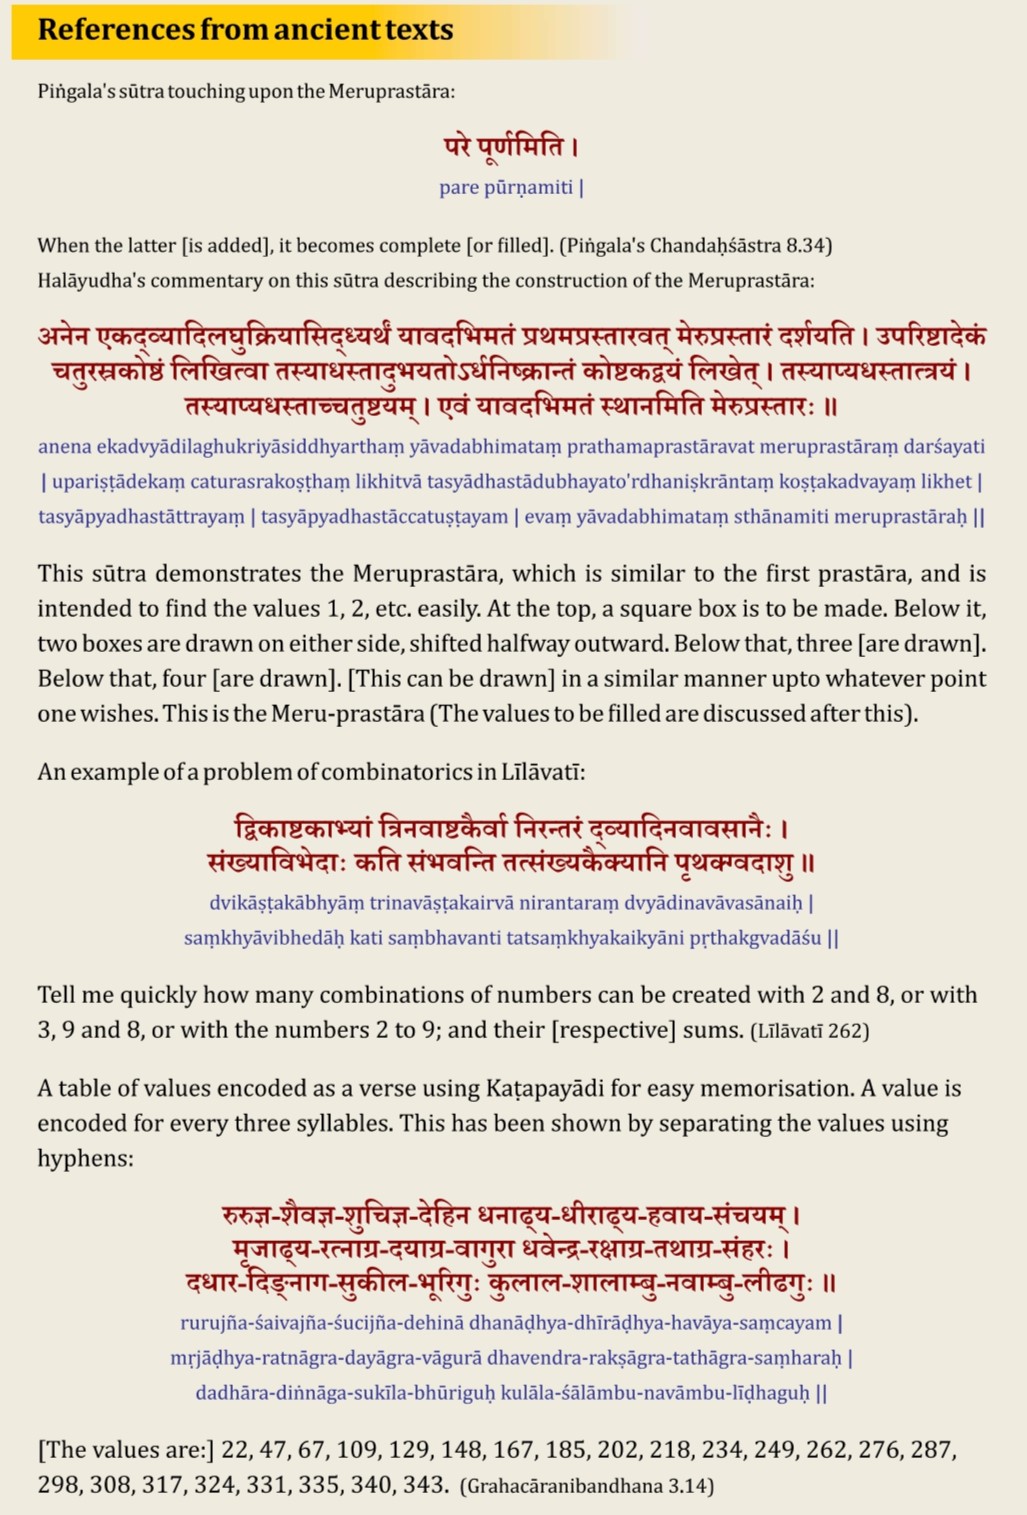 References from ancient texts
Piṅgala's sūtra touching upon the Meruprastāra:
परे पूर्णमिति ।
pare pūrṇamiti |
When the latter [is added], it becomes complete [or filled]. (Piṅgala's Chandaḥśāstra 8.34)
Halāyudha's commentary on this sūtra describing the construction of the Meruprastāra:
अनेन एकद्व्यादिलघुक्रियासिद्ध्यर्थं यावदभिमतं प्रथमप्रस्तारवत् मेरुप्रस्तारं दर्शयति । उपरिष्टादेकं
चतुरस्रकोष्ठं लिखित्वा तस्याधस्तादुभयतोऽर्धनिष्क्रान्तं कोष्टकद्वयं लिखेत् । तस्याप्यधस्तात्त्रयं ।
तस्याप्यधस्ताच्चतुष्टयम् । एवं यावदभिमतं स्थानमिति मेरुप्रस्तारः ॥
anena ekadvyādilaghukriyāsiddhyarthaṃ yāvadabhimataṃ prathamaprastāravat meruprastāraṃ darśayati
| upariṣṭādekaṃ caturasrakoṣṭhaṃ likhitvā tasyādhastādubhayato'rdhaniṣkrāntaṃ koṣṭakadvayaṃ likhet |
tasyāpyadhastāttrayaṃ | tasyāpyadhastāccatuṣṭayam | evaṃ yāvadabhimataṃ sthānamiti meruprastāraḥ ||
This sūtra demonstrates the Meruprastāra, which is similar to the first prastāra, and is
intended to find the values 1, 2, etc. easily. At the top, a square box is to be made. Below it,
two boxes are drawn on either side, shifted halfway outward. Below that, three [are drawn].
Below that, four [are drawn]. [This can be drawn] in a similar manner upto whatever point
one wishes. This is the Meru-prastāra (The values to be filled are discussed after this).
An example of a problem of combinatorics in Līlāvatī:
द्विकाष्टकाभ्यां त्रिनवाष्टकैर्वा निरन्तरं द्व्यादिनवावसानैः ।
संख्याविभेदाः कति संभवन्ति तत्संख्यकैक्यानि पृथक्ग्वदाशु ॥
dvikāṣṭakābhyāṃ trinavāṣṭakairvā nirantaraṃ dvyādinavāvasānaiḥ |
saṃkhyāvibhedāḥ kati saṃbhavanti tatsaṃkhyakaikyāni pṛthakgvadāśu ||
Tell me quickly how many combinations of numbers can be created with 2 and 8, or with
3, 9 and 8, or with the numbers 2 to 9; and their [respective] sums. (Līlāvatī 262)
A table of values encoded as a verse using Kaṭapayādi for easy memorisation. A value is
encoded for every three syllables. This has been shown by separating the values using
hyphens:
रुरुज्ञ-शैवज्ञ-शुचिज्ञ-देहिन धनाढ्य-धीराढ्य-हवाय-संचयम् ।
मृजाढ्य-रत्नाग्र-दयाग्र-वागुरा धवेन्द्र-रक्षाग्र-तथाग्र-संहरः ।
दधार-दिङ्नाग-सुकील-भूरिगुः कुलाल-शालाम्बु-नवाम्बु-लीढगुः ॥
rurujña-śaivajña-śucijña-dehinā dhanāḍhya-dhīrāḍhya-havāya-saṃcayam |
mṛjāḍhya-ratnāgra-dayāgra-vāgurā dhavendra-rakṣāgra-tathāgra-saṃharaḥ |
dadhāra-diṅnāga-sukīla-bhūriguḥ kulāla-śālāmbu-navāmbu-līḍhaguḥ ||
[The values are:] 22, 47, 67, 109, 129, 148, 167, 185, 202, 218, 234, 249, 262, 276, 287,
298, 308, 317, 324, 331, 335, 340, 343. (Grahacāranibandhana 3.14)